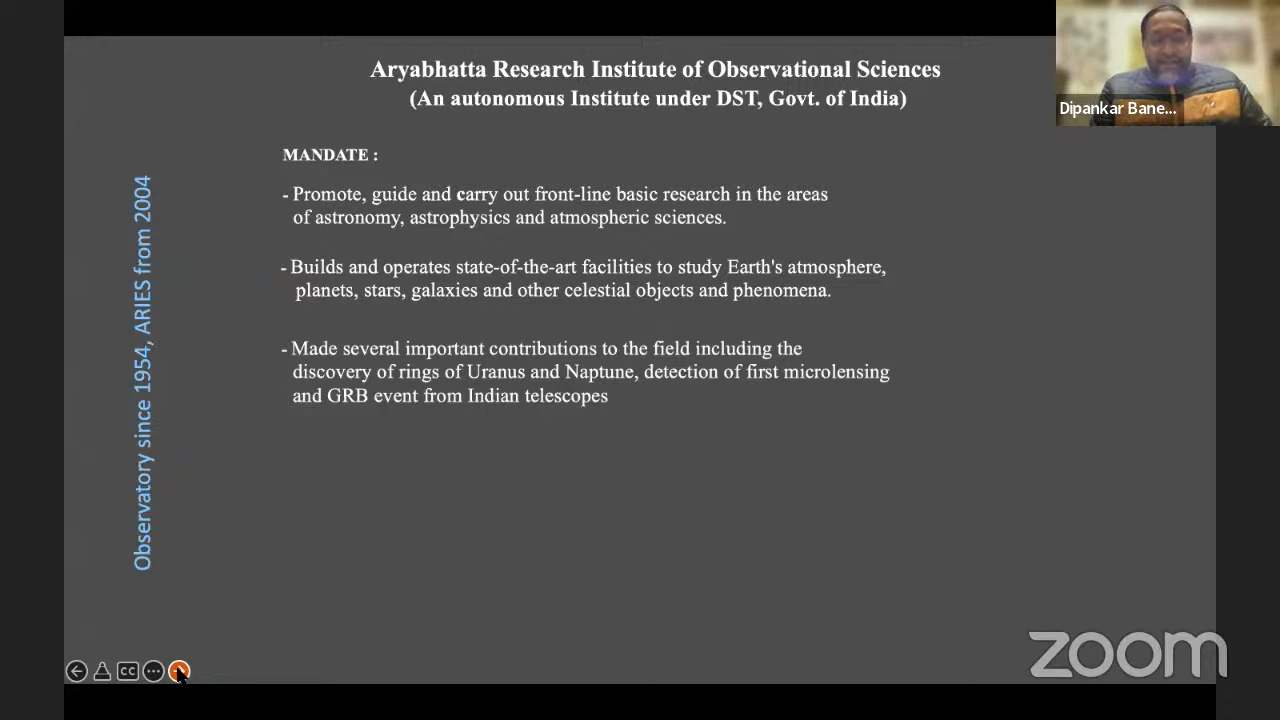 Aryabhatta Research Institute of Observational Sciences
(An autonomous Institute under DST, Govt. of India)
Dipankar Bane...
MANDATE :
- Promote, guide and carry out front-line basic research in the areas
of astronomy, astrophysics and atmospheric sciences.
- Builds and operates state-of-the-art facilities to study Earth's atmosphere,
planets, stars, galaxies and other celestial objects and phenomena.
- Made several important contributions to the field including the
discovery of rings of Uranus and Naptune, detection of first microlensing
and GRB event from Indian telescopes
Observatory since 1954, ARIES from 2004
CC
zoom